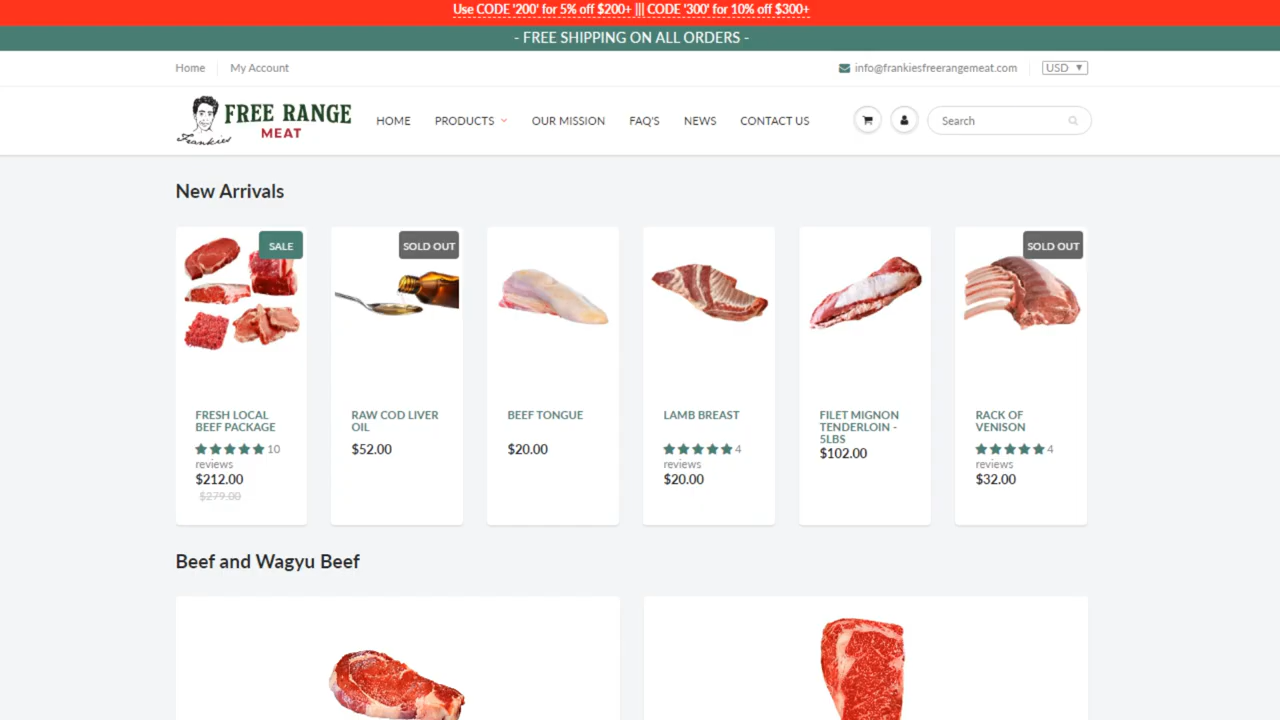 Use CODE '200' for 5% off $200+ ||| CODE '300' for 10% off $300+
- FREE SHIPPING ON ALL ORDERS -
Home
My Account
info@frankiesfreerangemeat.com
USD ▼
Frankies
FREE RANGE
MEAT
HOME
PRODUCTS
OUR MISSION
FAQ'S
NEWS
CONTACT US
Search
New Arrivals
SALE
FRESH LOCAL
BEEF PACKAGE
10
reviews
$212.00
$279.00
SOLD OUT
RAW COD LIVER
OIL
$52.00
BEEF TONGUE
$20.00
LAMB BREAST
4
reviews
$20.00
FILET MIGNON
TENDERLOIN -
5LBS
$102.00
SOLD OUT
RACK OF
VENISON
4
reviews
$32.00
Beef and Wagyu Beef